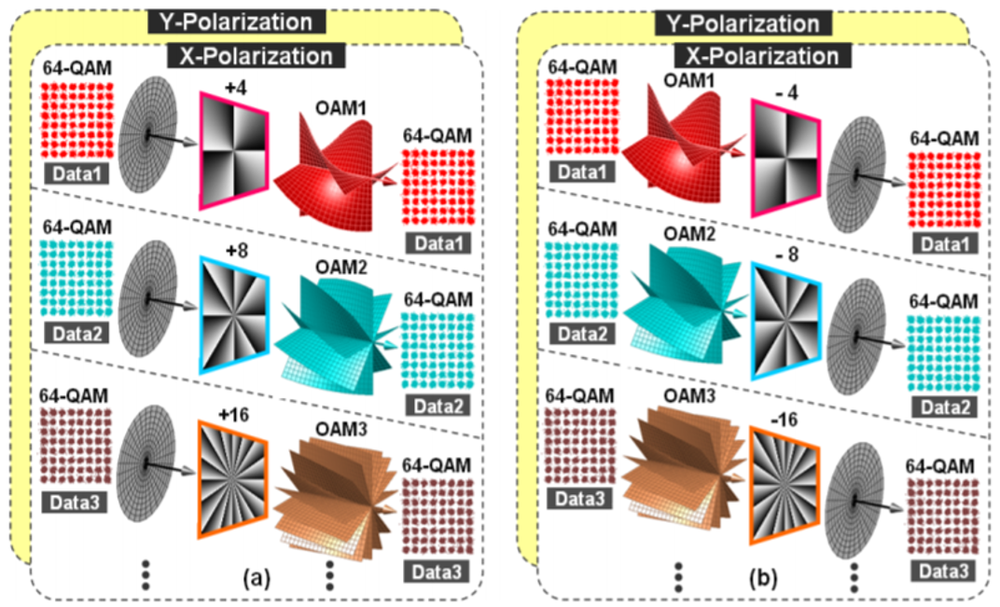 Y-Polarization
X-Polarization
64-QAM
+4
OAM1
64-QAM
Data1
Data1
64-QAM
+8
OAM2
64-QAM
Data2
Data2
64-QAM
+16
OAM3
64-QAM
Data3
Data3
(a)
Y-Polarization
X-Polarization
64-QAM
OAM1
- 4
64-QAM
Data1
Data1
64-QAM
OAM2
- 8
64-QAM
Data2
Data2
64-QAM
OAM3
-16
64-QAM
Data3
Data3
(b)